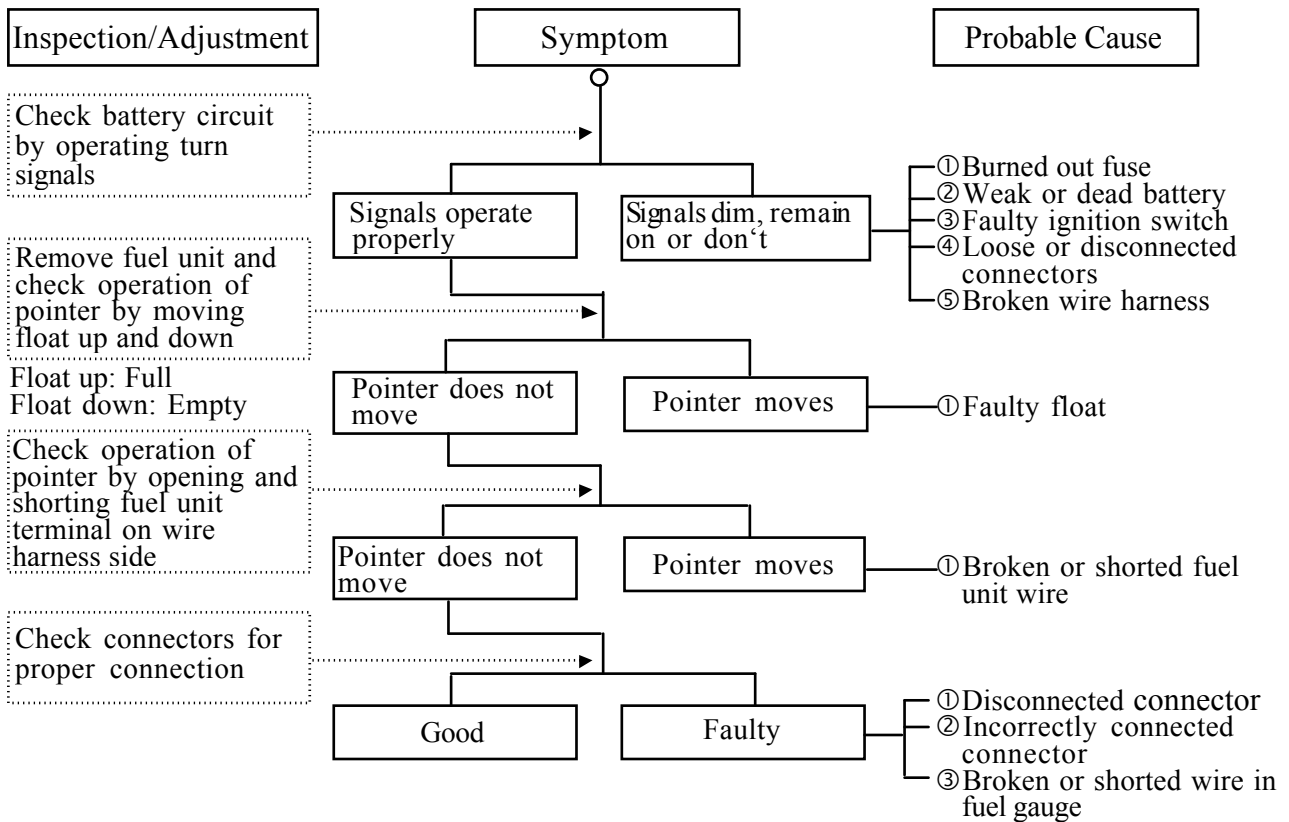 Inspection/Adjustment
Symptom
Probable Cause
Check battery circuit
by operating turn
signals
Signals operate
properly
Signals dim, remain
on or don‘t
①Burned out fuse
②Weak or dead battery
③Faulty ignition switch
④Loose or disconnected
connectors
⑤Broken wire harness
Remove fuel unit and
check operation of
pointer by moving
float up and down
Float up: Full
Float down: Empty
Pointer does not
move
Pointer moves
①Faulty float
Check operation of
pointer by opening and
shorting fuel unit
terminal on wire
harness side
Pointer does not
move
Pointer moves
①Broken or shorted fuel
unit wire
Check connectors for
proper connection
Good
Faulty
①Disconnected connector
②Incorrectly connected
connector
③Broken or shorted wire in
fuel gauge